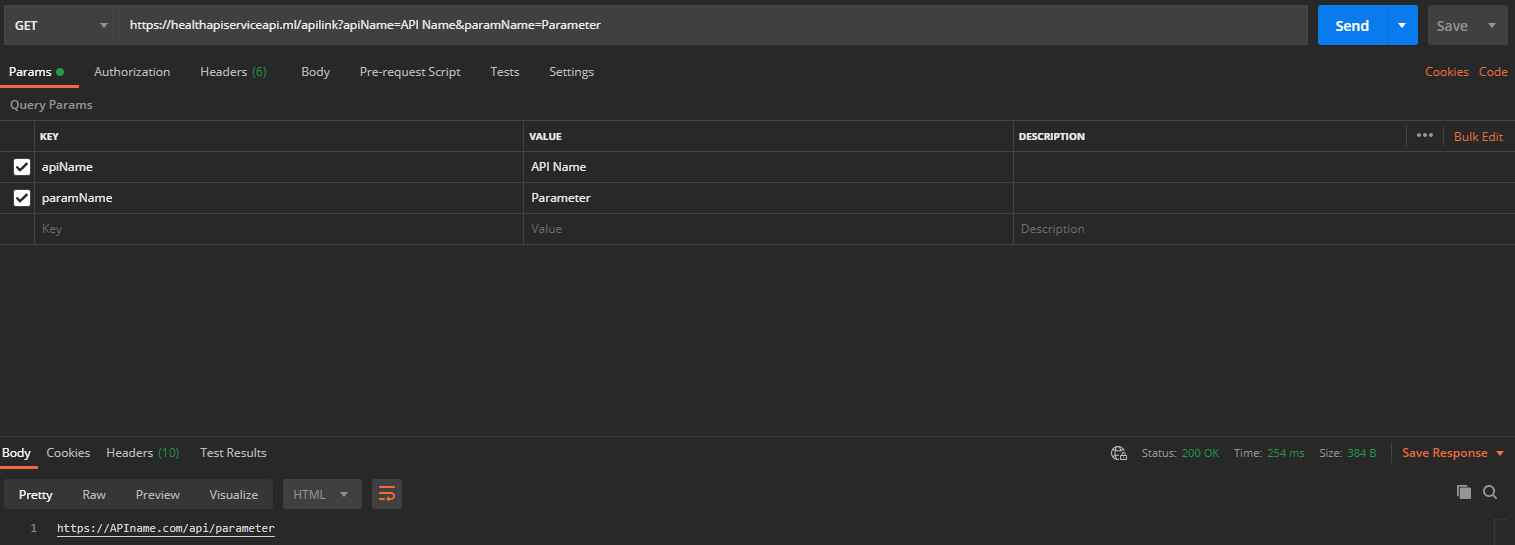 GET https://healthapiserviceapi.ml/apilink?apiName=API Name&paramName=Parameter Send Save
Params Authorization Headers (6) Body Pre-request Script Tests Settings Cookies Code
Query Params
KEY VALUE DESCRIPTION ••• Bulk Edit
apiName API Name
paramName Parameter
Key Value Description
Body Cookies Headers (10) Test Results Status: 200 OK Time: 254 ms Size: 384 B Save Response
Pretty Raw Preview Visualize HTML
1 https://APIname.com/api/parameter